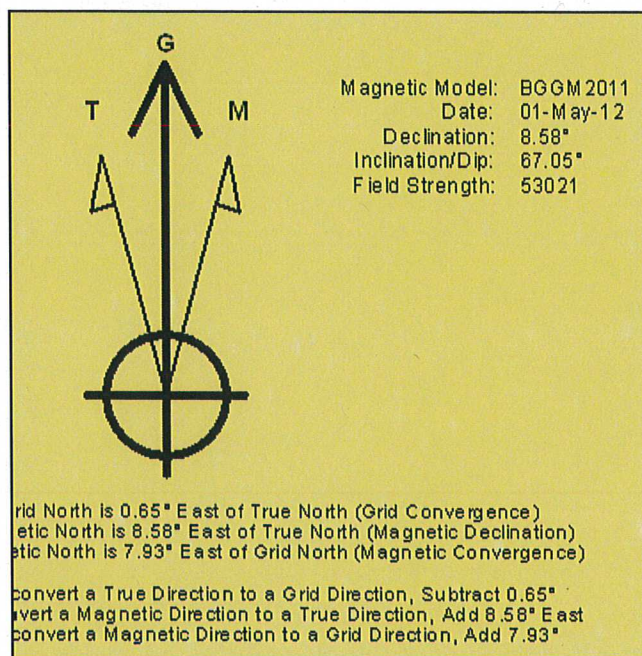 G
T
M
Magnetic Model: BGGM2011
Date: 01-May-12
Declination: 8.58°
Inclination/Dip: 67.05°
Field Strength: 53021
rid North is 0.65° East of True North (Grid Convergence)
etic North is 8.58° East of True North (Magnetic Declination)
etic North is 7.93° East of Grid North (Magnetic Convergence)
convert a True Direction to a Grid Direction, Subtract 0.65°
vert a Magnetic Direction to a True Direction, Add 8.58° East
convert a Magnetic Direction to a Grid Direction, Add 7.93°